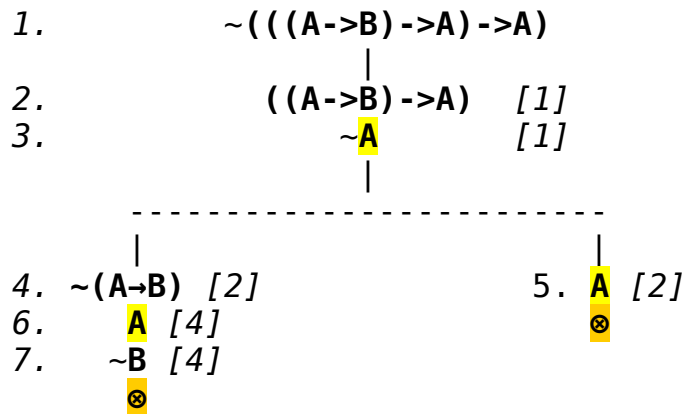 1. ~(((A->B)->A)->A)
|
2. ((A->B)->A) [1]
3. ~A [1]
|
--------------------------
| |
4. ~(A→B) [2] 5. A [2]
6. A [4] ⊗
7. ~B [4]
⊗